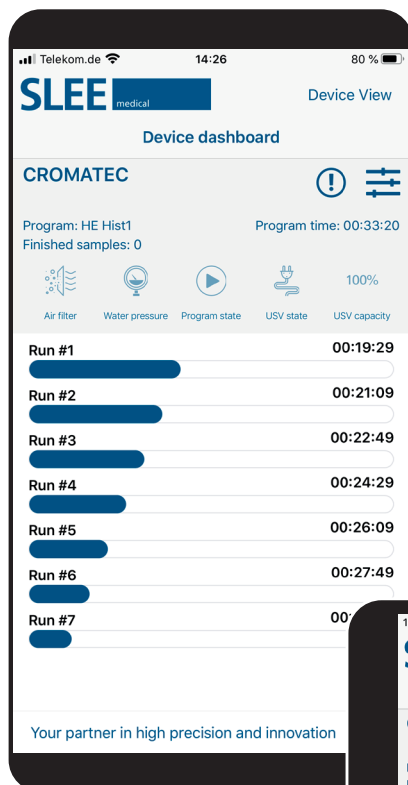 Telekom.de 14:26 80 %
SLEE medical
Device View
Device dashboard
CROMATEC
Program: HE Hist1 Program time: 00:33:20
Finished samples: 0
100%
Air filter Water pressure Program state USV state USV capacity
Run #1 00:19:29
Run #2 00:21:09
Run #3 00:22:49
Run #4 00:24:29
Run #5 00:26:09
Run #6 00:27:49
Run #7
Your partner in high precision and innovation